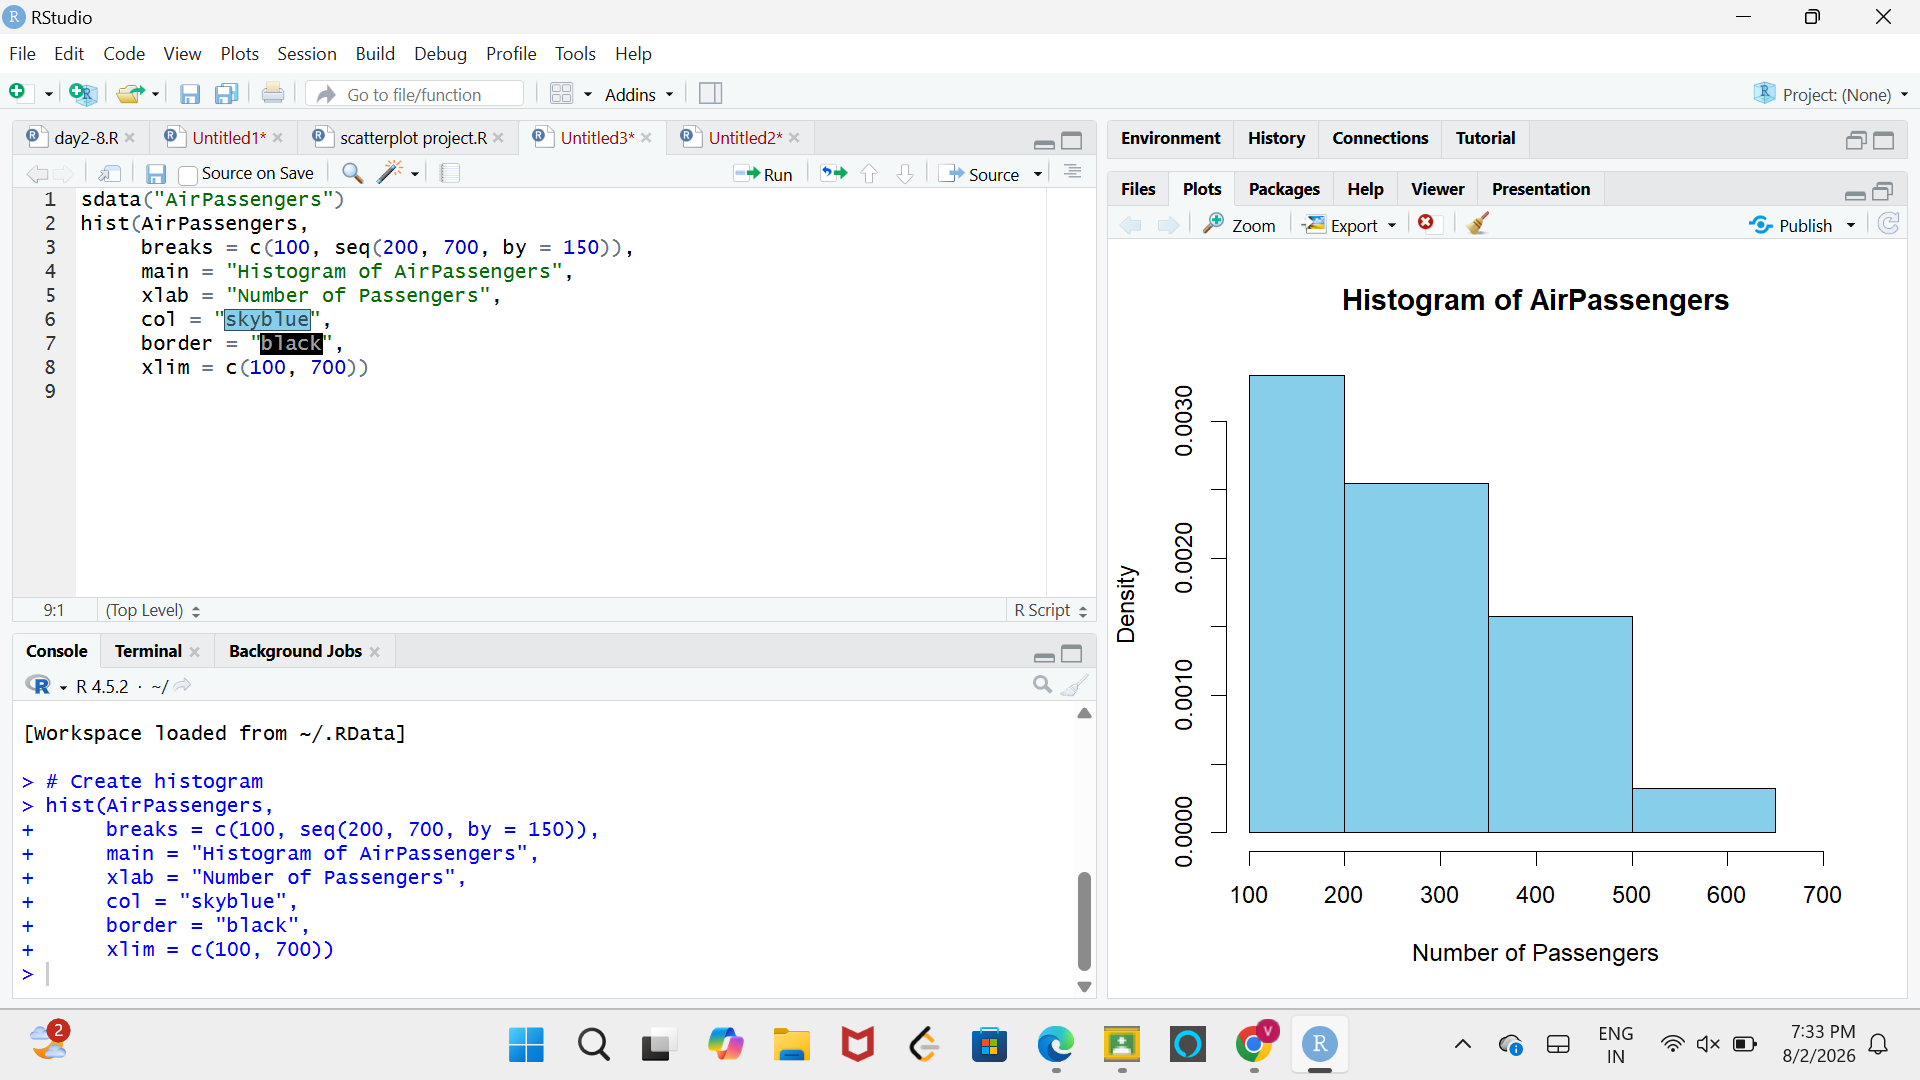 RStudio
File Edit Code View Plots Session Build Debug Profile Tools Help
Go to file/function Addins Project: (None)
day2-8.R Untitled1* scatterplot project.R Untitled3* Untitled2*
Source on Save Run Source
1 sdata("AirPassengers")
2 hist(AirPassengers,
3 breaks = c(100, seq(200, 700, by = 150)),
4 main = "Histogram of AirPassengers",
5 xlab = "Number of Passengers",
6 col = "skyblue",
7 border = "black",
8 xlim = c(100, 700))
9
9:1 (Top Level) R Script
Console Terminal Background Jobs
R 4.5.2 · ~/
[Workspace loaded from ~/.RData]
> # Create histogram
> hist(AirPassengers,
+ breaks = c(100, seq(200, 700, by = 150)),
+ main = "Histogram of AirPassengers",
+ xlab = "Number of Passengers",
+ col = "skyblue",
+ border = "black",
+ xlim = c(100, 700))
>
Environment History Connections Tutorial
Files Plots Packages Help Viewer Presentation
Zoom Export Publish
Histogram of AirPassengers
Density
0.0030
0.0020
0.0010
0.0000
100 200 300 400 500 600 700
Number of Passengers
2
V
R
ENG
IN
7:33 PM
8/2/2026